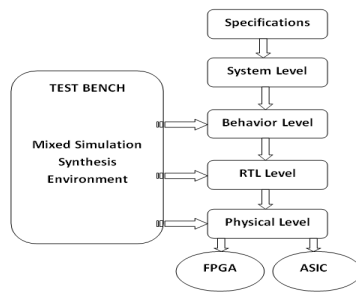 Specifications
System Level
TEST BENCH
Mixed Simulation
Synthesis
Environment
Behavior Level
RTL Level
Physical Level
FPGA
ASIC